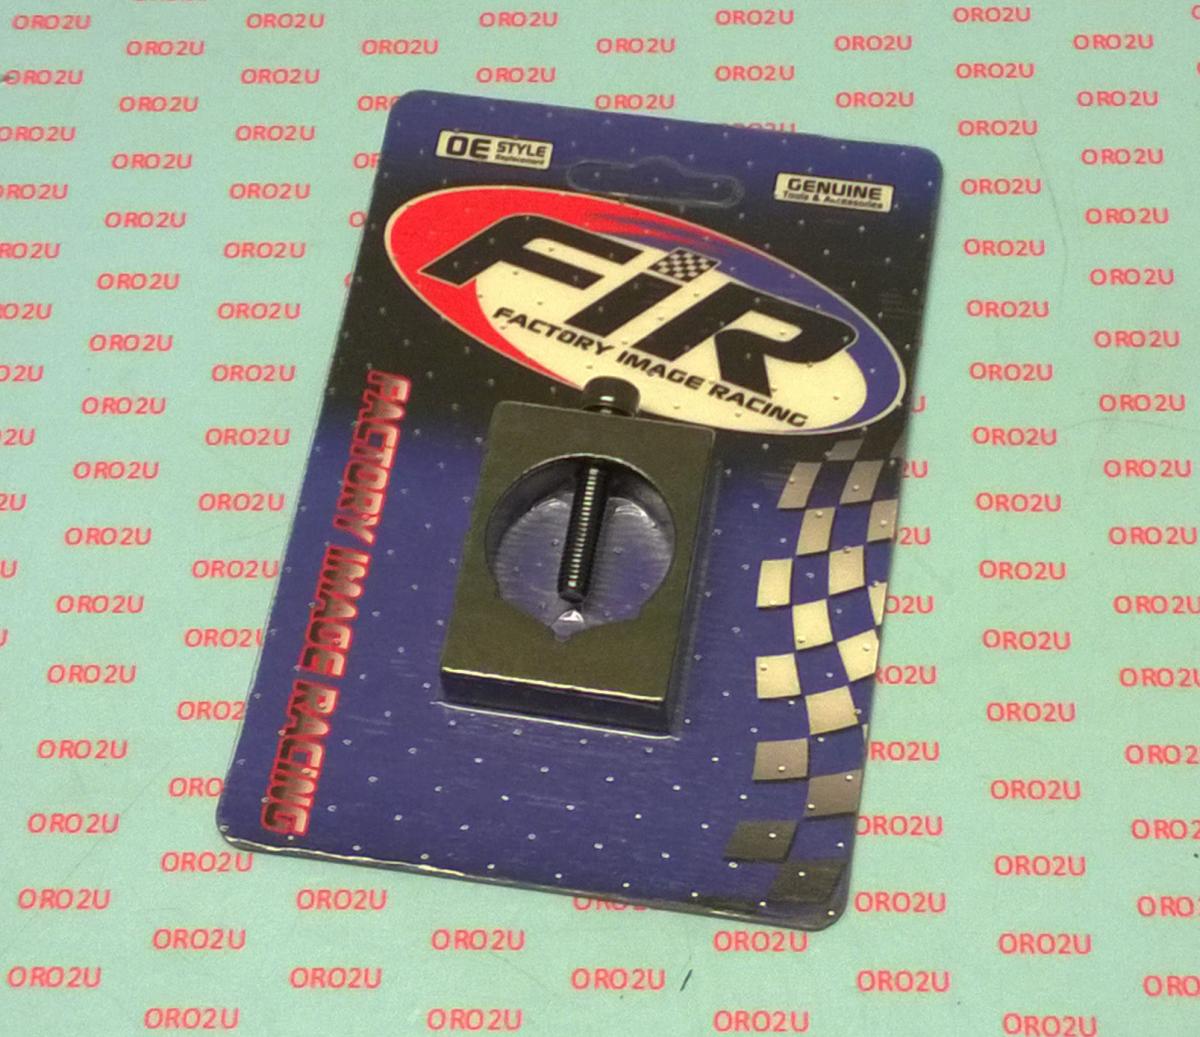 OE STYLE
Replacement
GENUINE
Tools & Accessories
FiR
FACTORY IMAGE RACING
FACTORY IMAGE RACING
ORO2U